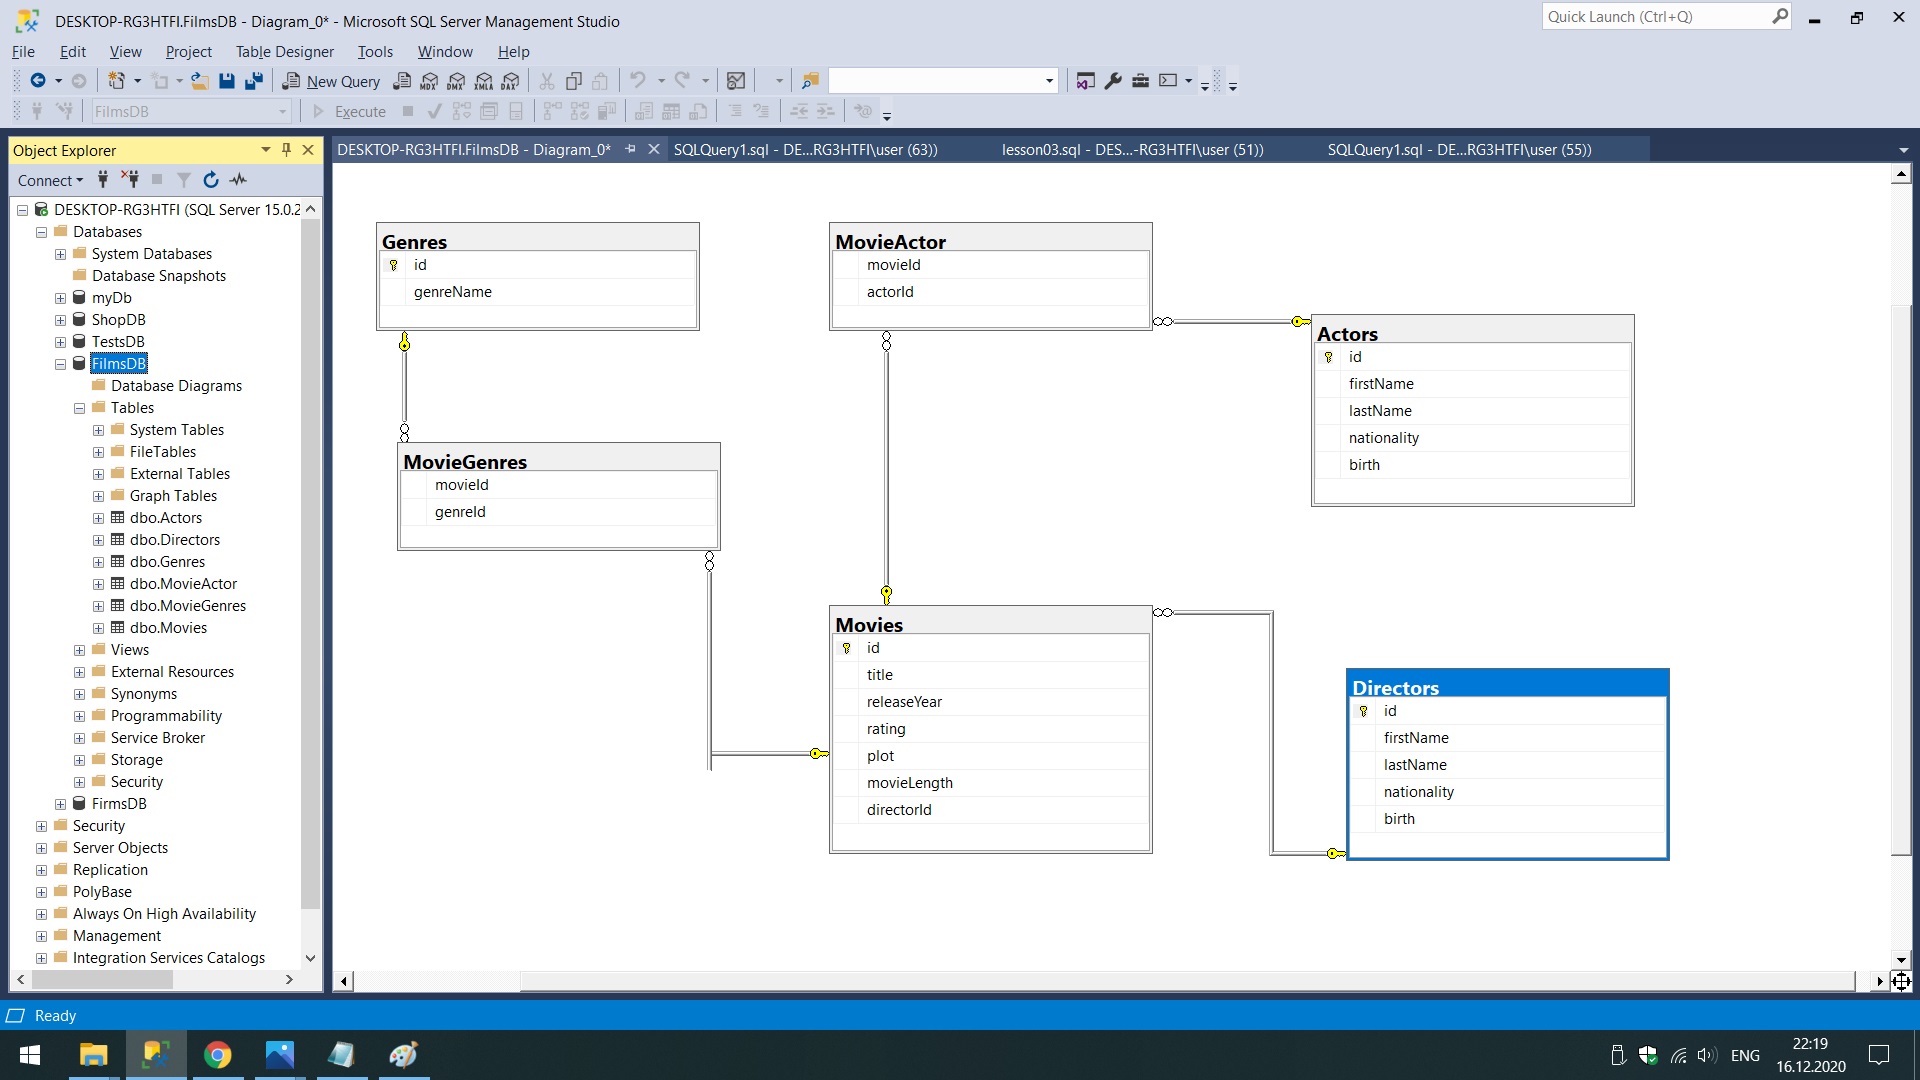 DESKTOP-RG3HTFI.FilmsDB - Diagram_0* - Microsoft SQL Server Management Studio
Quick Launch (Ctrl+Q)
File Edit View Project Table Designer Tools Window Help
New Query MDX DMX XMLA DAX
FilmsDB Execute
Object Explorer
Connect
DESKTOP-RG3HTFI (SQL Server 15.0.2
Databases
System Databases
Database Snapshots
myDb
ShopDB
TestsDB
FilmsDB
Database Diagrams
Tables
System Tables
FileTables
External Tables
Graph Tables
dbo.Actors
dbo.Directors
dbo.Genres
dbo.MovieActor
dbo.MovieGenres
dbo.Movies
Views
External Resources
Synonyms
Programmability
Service Broker
Storage
Security
FirmsDB
Security
Server Objects
Replication
PolyBase
Always On High Availability
Management
Integration Services Catalogs
DESKTOP-RG3HTFI.FilmsDB - Diagram_0* SQLQuery1.sql - DE...RG3HTFI\user (63)) lesson03.sql - DES...-RG3HTFI\user (51)) SQLQuery1.sql - DE...RG3HTFI\user (55))
Genres
id
genreName
MovieActor
movieId
actorId
Actors
id
firstName
lastName
nationality
birth
MovieGenres
movieId
genreId
Movies
id
title
releaseYear
rating
plot
movieLength
directorId
Directors
id
firstName
lastName
nationality
birth
Ready
ENG
22:19
16.12.2020